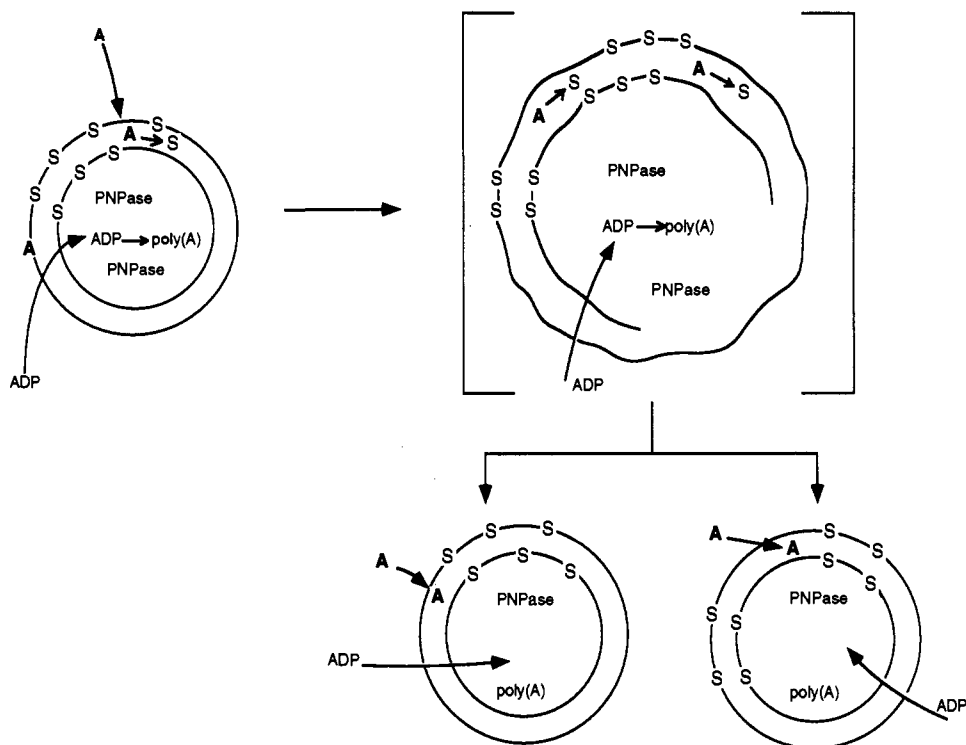 A
S S
A → S
S S
S
S
PNPase
S
ADP → poly(A)
A
PNPase
ADP
S S S
A
S S S
S S
A
PNPase
S S
S S
ADP → poly(A)
PNPase
ADP
S S
A S S
S S
A
PNPase
ADP
poly(A)
A S
A S
S
S
PNPase
S
S
S S
poly(A)
ADP